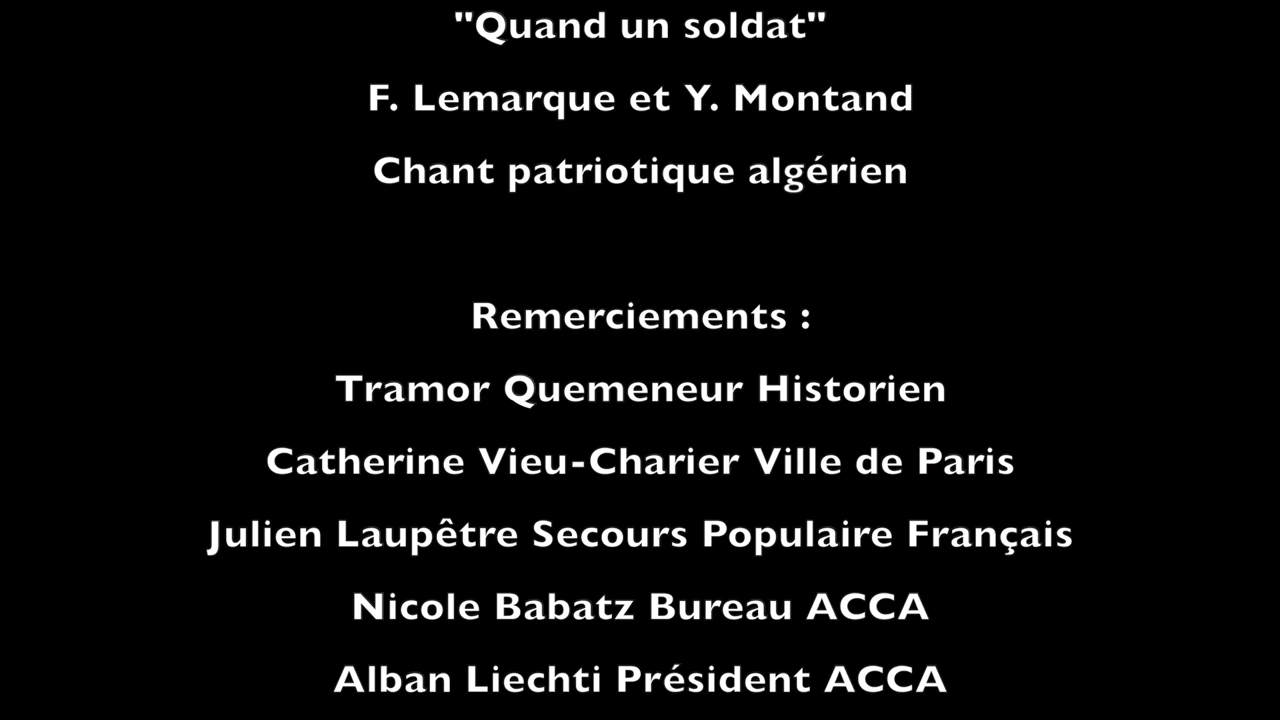 "Quand un soldat"
F. Lemarque et Y. Montand
Chant patriotique algérien
Remerciements :
Tramor Quemeneur Historien
Catherine Vieu-Charier Ville de Paris
Julien Laupêtre Secours Populaire Français
Nicole Babatz Bureau ACCA
Alban Liechti Président ACCA